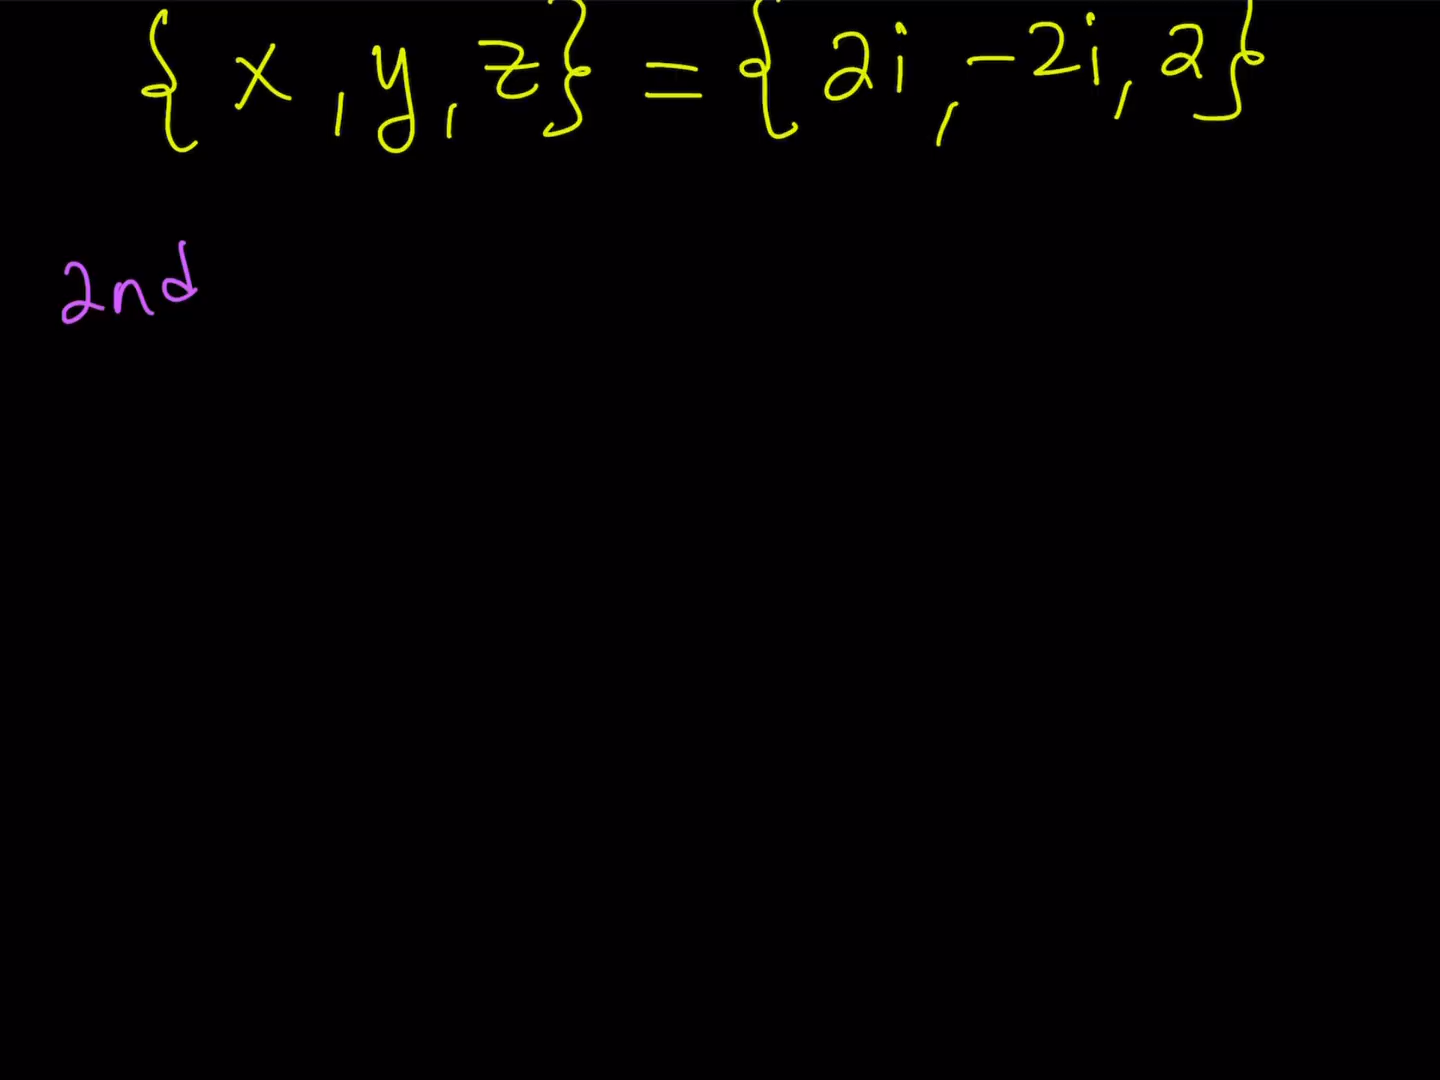 {x, y, z} = {2i, -2i, 2}
2nd